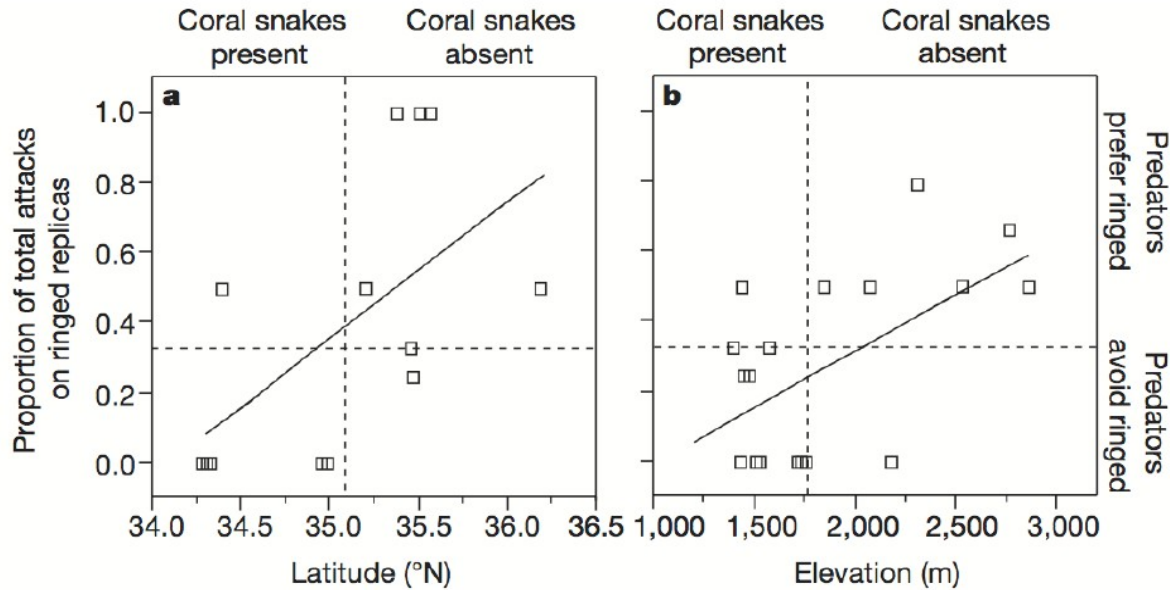 Coral snakes
present
Coral snakes
absent
Coral snakes
present
Coral snakes
absent
a
b
Proportion of total attacks
on ringed replicas
1.0
0.8
0.6
0.4
0.2
0.0
34.0 34.5 35.0 35.5 36.0 36.5
1,000 1,500 2,000 2,500 3,000
Latitude (°N)
Elevation (m)
Predators
prefer ringed
Predators
avoid ringed